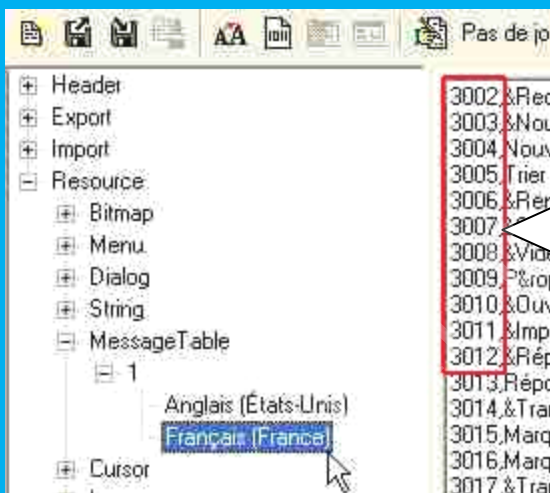 Pas de jo
Header
Export
Import
Resource
Bitmap
Menu
Dialog
String
MessageTable
1
Anglais (États-Unis)
Français (France)
Cursor
3002,&Rec
3003,&Nou
3004,Nouv
3005,Trier
3006,&Ren
3007,
3008,&Vide
3009,P&rop
3010,&Ouv
3011,&Imp
3012,&Rép
3013,Répo
3014,&Tran
3015,Marq
3016,Marq
3017,&Tran